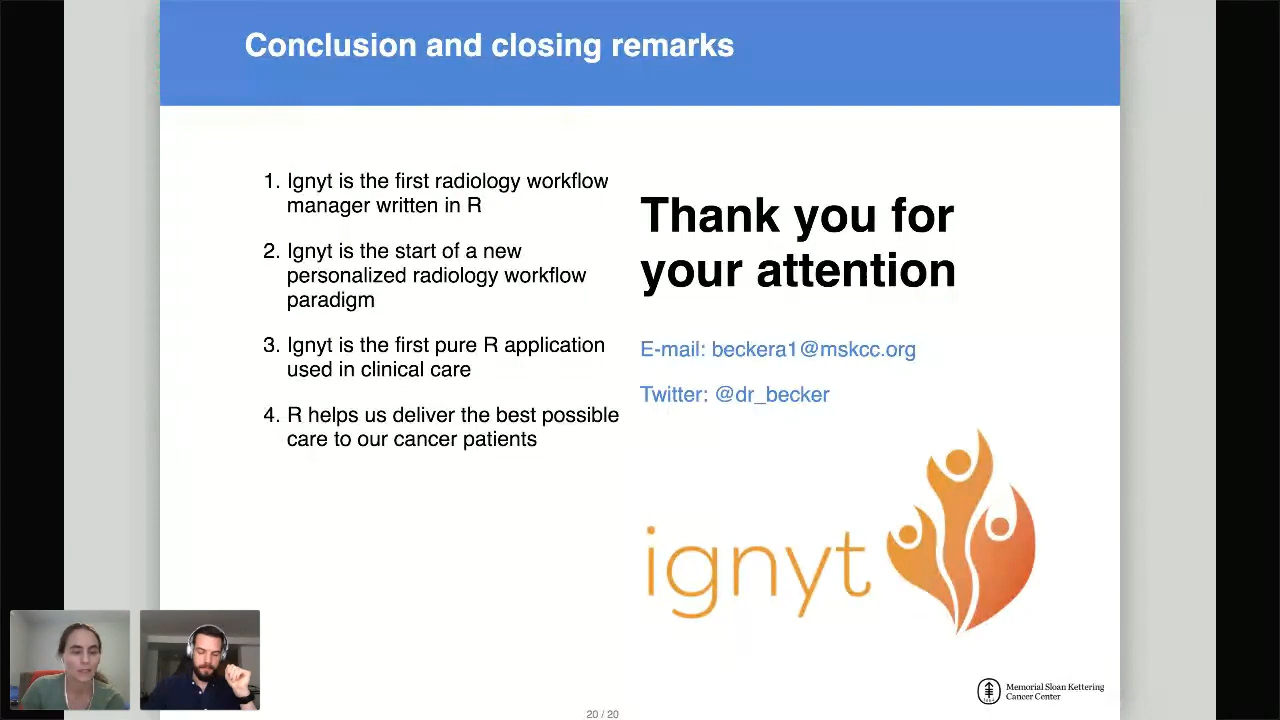 Conclusion and closing remarks
1. Ignyt is the first radiology workflow
manager written in R
2. Ignyt is the start of a new
personalized radiology workflow
paradigm
3. Ignyt is the first pure R application
used in clinical care
4. R helps us deliver the best possible
care to our cancer patients
Thank you for
your attention
E-mail: beckera1@mskcc.org
Twitter: @dr_becker
ignyt
Memorial Sloan Kettering
Cancer Center
20 / 20